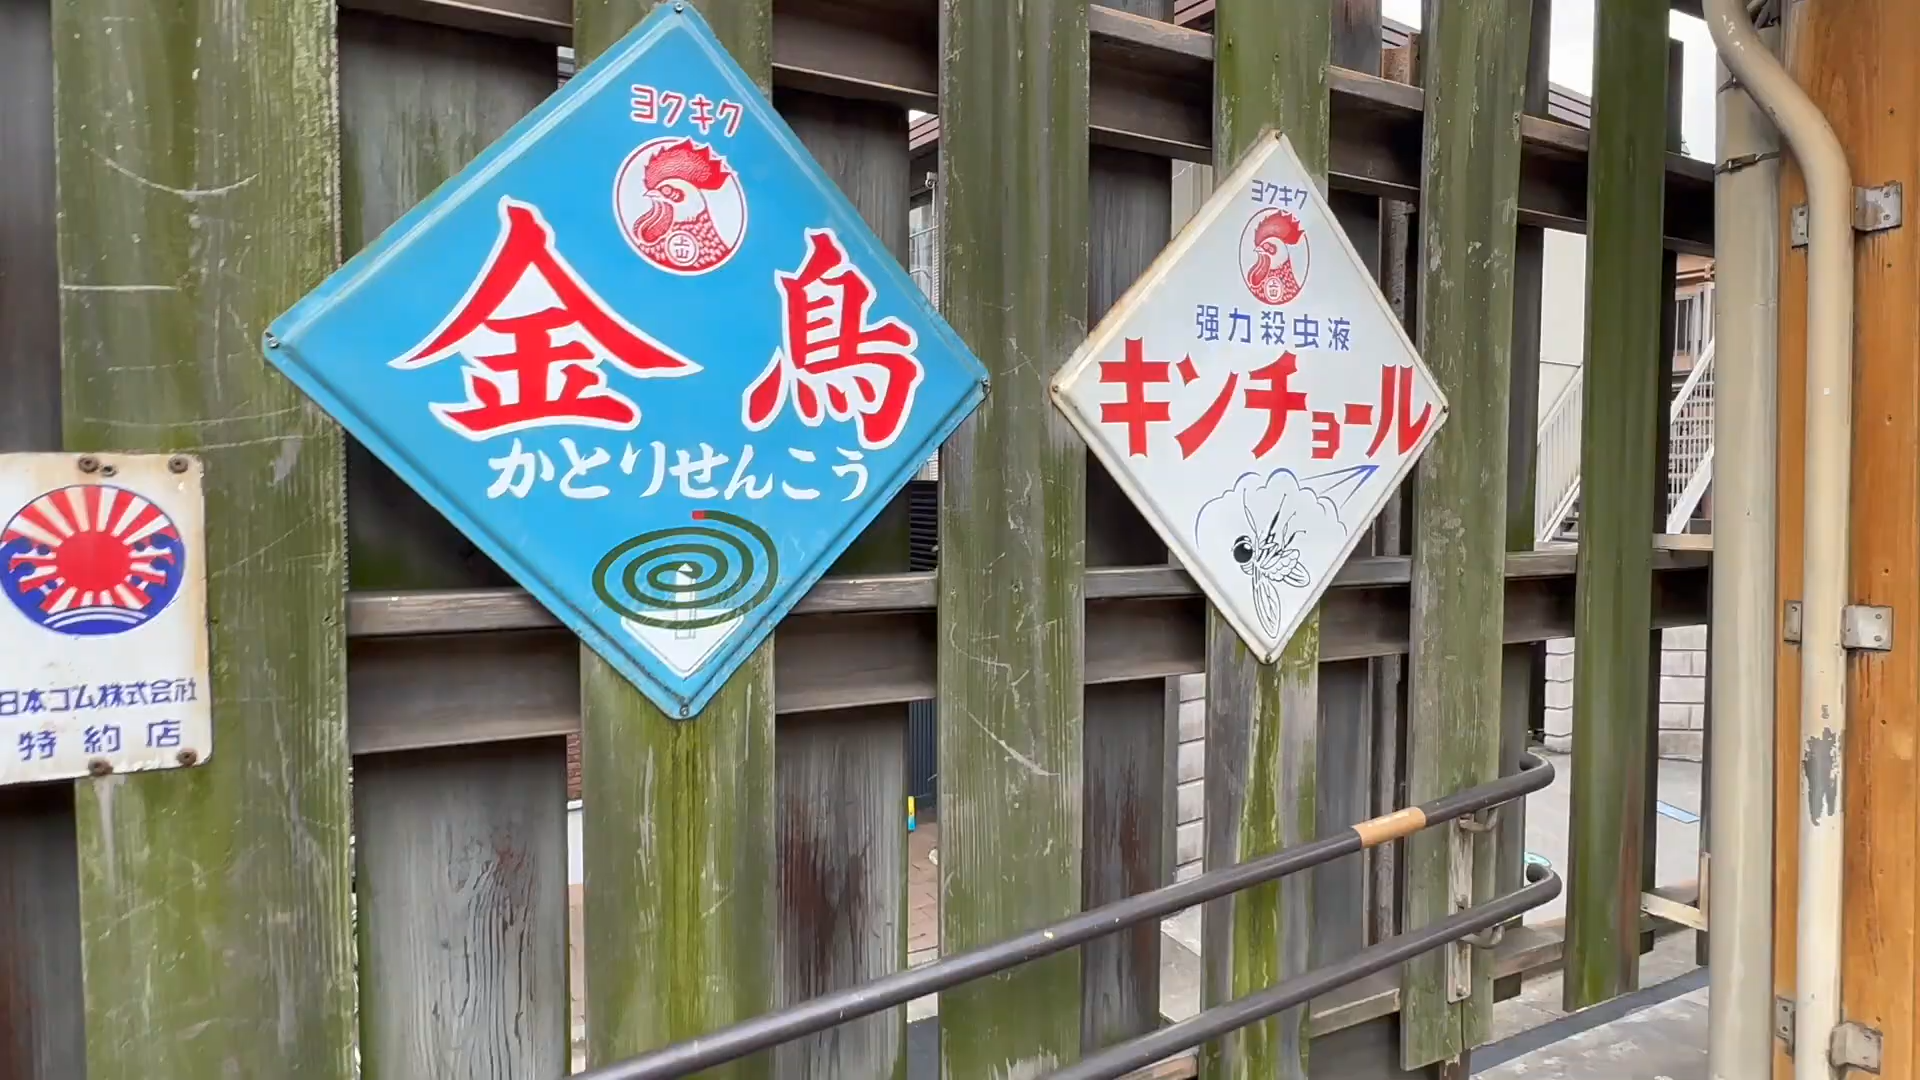 日本ゴム株式会社
特約店
ヨクキク
金鳥
かとりせんこう
ヨクキク
強力殺虫液
キンチョール